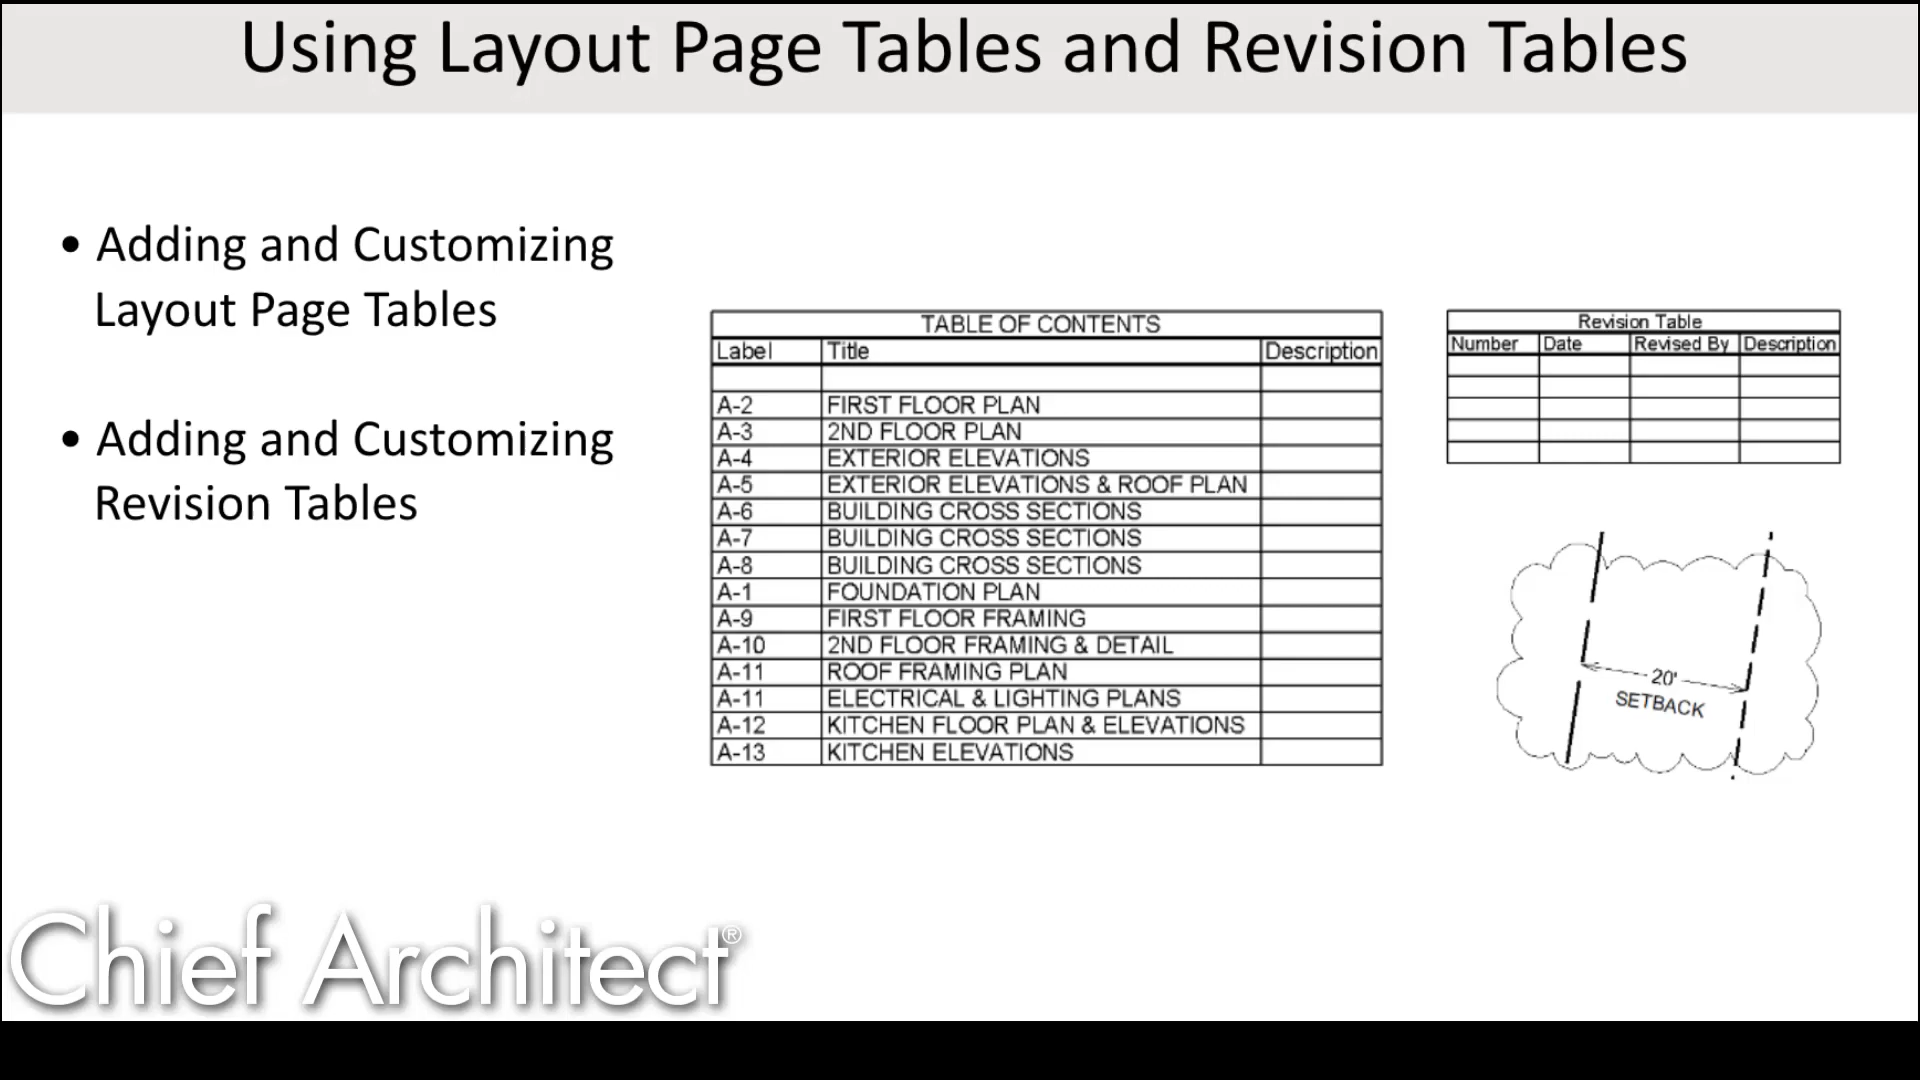 Using Layout Page Tables and Revision Tables
• Adding and Customizing
Layout Page Tables
• Adding and Customizing
Revision Tables
TABLE OF CONTENTS
Label Title Description
A-2 FIRST FLOOR PLAN
A-3 2ND FLOOR PLAN
A-4 EXTERIOR ELEVATIONS
A-5 EXTERIOR ELEVATIONS & ROOF PLAN
A-6 BUILDING CROSS SECTIONS
A-7 BUILDING CROSS SECTIONS
A-8 BUILDING CROSS SECTIONS
A-1 FOUNDATION PLAN
A-9 FIRST FLOOR FRAMING
A-10 2ND FLOOR FRAMING & DETAIL
A-11 ROOF FRAMING PLAN
A-11 ELECTRICAL & LIGHTING PLANS
A-12 KITCHEN FLOOR PLAN & ELEVATIONS
A-13 KITCHEN ELEVATIONS
Revision Table
Number Date Revised By Description
20'
SETBACK
Chief Architect®